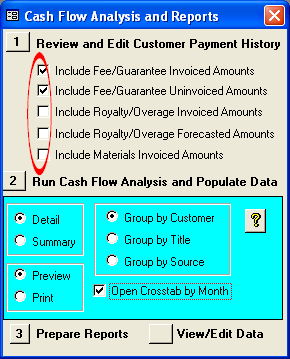 Cash Flow Analysis and Reports
1 Review and Edit Customer Payment History
Include Fee/Guarantee Invoiced Amounts
Include Fee/Guarantee Uninvoiced Amounts
Include Royalty/Overage Invoiced Amounts
Include Royalty/Overage Forecasted Amounts
Include Materials Invoiced Amounts
2 Run Cash Flow Analysis and Populate Data
Detail
Summary
Preview
Print
Group by Customer
Group by Title
Group by Source
?
Open Crosstab by Month
3 Prepare Reports View/Edit Data